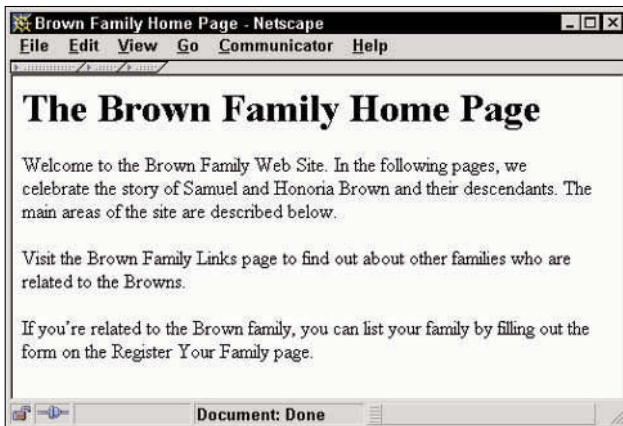 Brown Family Home Page - Netscape
File Edit View Go Communicator Help
The Brown Family Home Page
Welcome to the Brown Family Web Site. In the following pages, we
celebrate the story of Samuel and Honoria Brown and their descendants. The
main areas of the site are described below.
Visit the Brown Family Links page to find out about other families who are
related to the Browns.
If you're related to the Brown family, you can list your family by filling out the
form on the Register Your Family page.
Document: Done